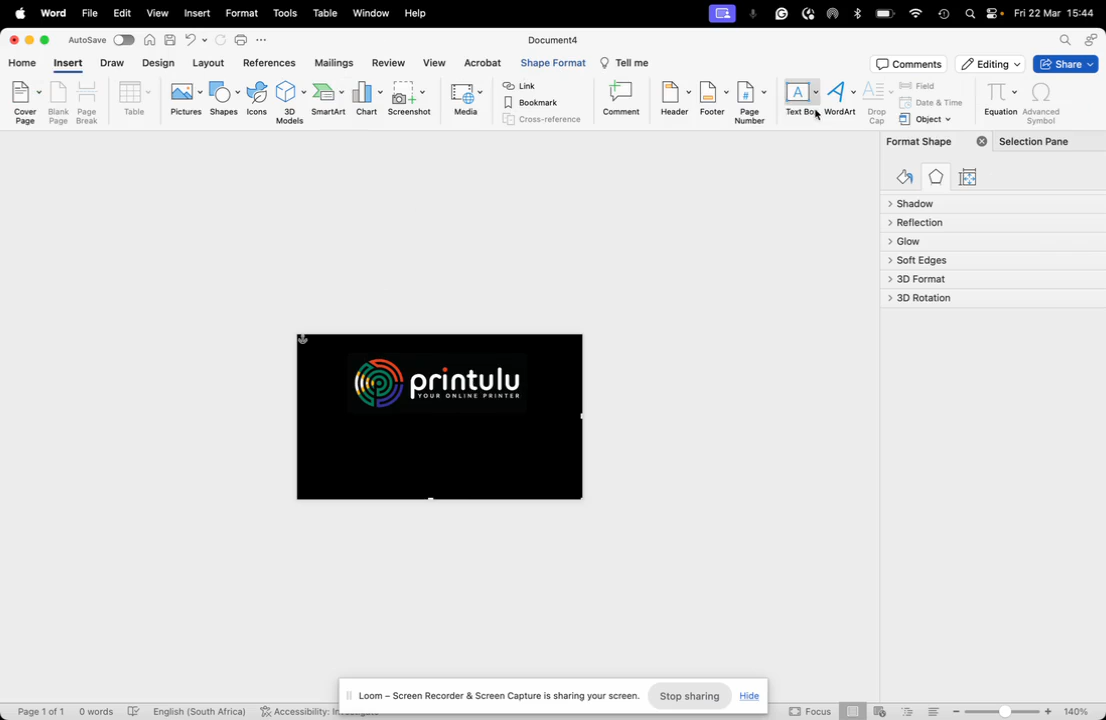 Word File Edit View Insert Format Tools Table Window Help Fri 22 Mar 15:44
AutoSave Document4
Home Insert Draw Design Layout References Mailings Review View Acrobat Shape Format Tell me Comments Editing Share
Cover Page
Blank Page
Page Break
Table
Pictures
Shapes
Icons
3D Models
SmartArt
Chart
Screenshot
Media
Link
Bookmark
Cross-reference
Comment
Header
Footer
Page Number
Text Box
WordArt
Drop Cap
Field
Date & Time
Object
Equation
Advanced Symbol
Format Shape Selection Pane
Shadow
Reflection
Glow
Soft Edges
3D Format
3D Rotation
printulu
YOUR ONLINE PRINTER
Loom – Screen Recorder & Screen Capture is sharing your screen. Stop sharing Hide
Page 1 of 1 0 words English (South Africa) Accessibility: Focus 140%